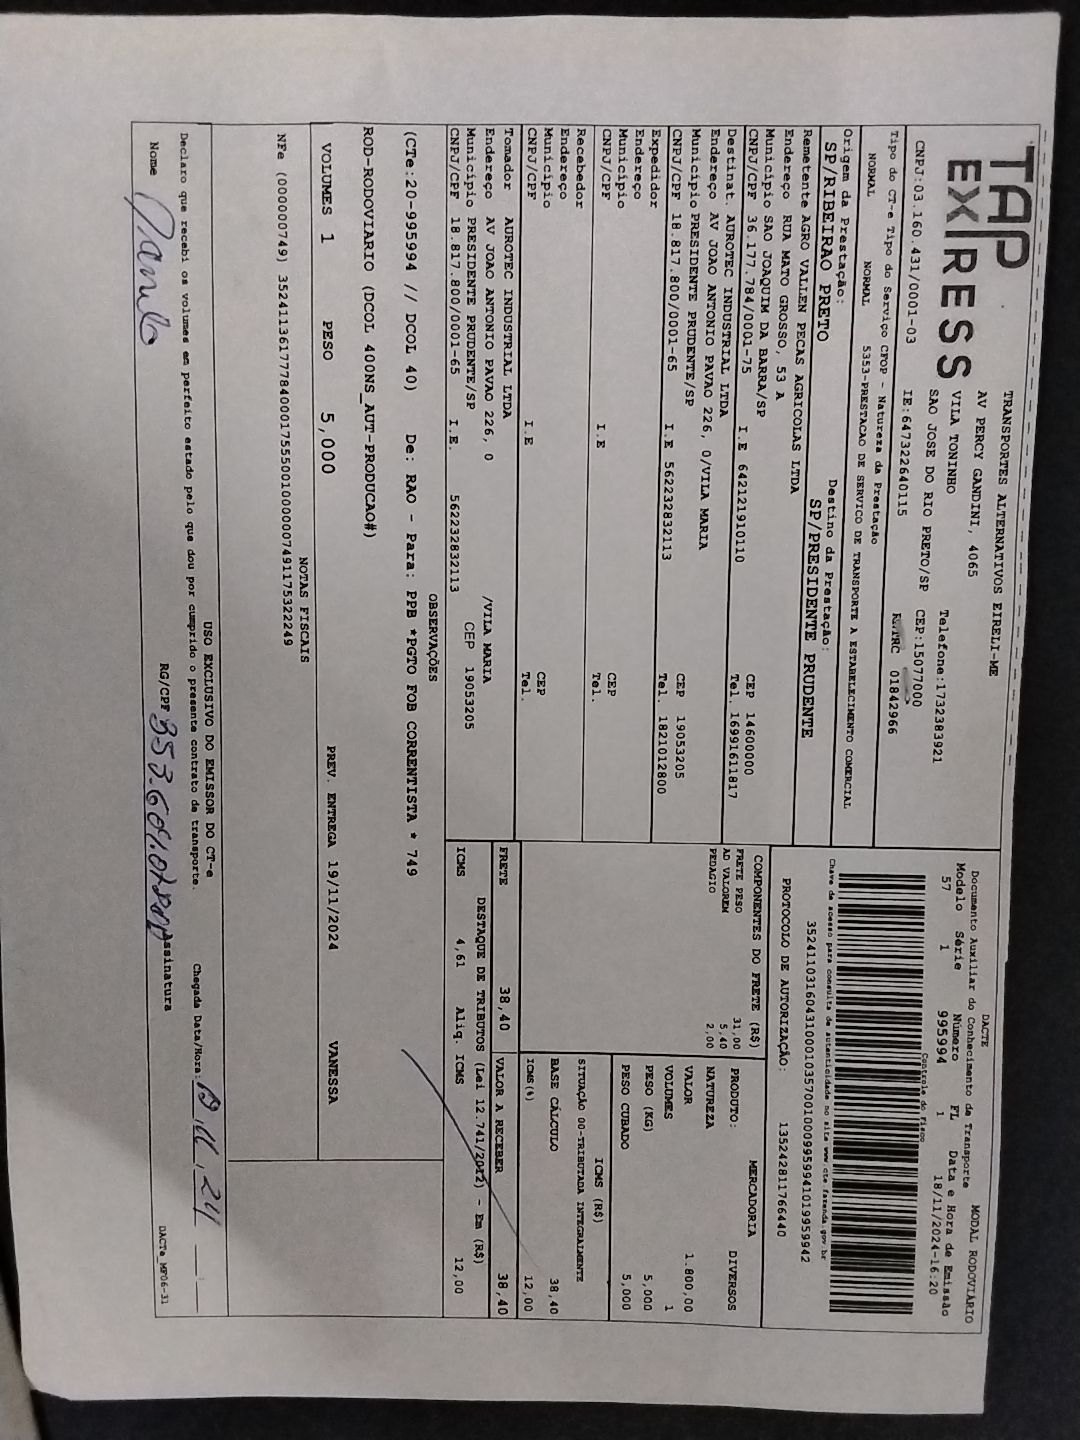 TAP
EXPRESS
TRANSPORTES ALTERNATIVOS EIRELI-ME
AV PERCY GANDINI, 4065
VILA TONINHO
SAO JOSE DO RIO PRETO/SP
Telefone:1732383921
CEP:15077000
CNPJ:03.160.431/0001-03
IE:647322640115
01842966
Tipo do CT-e Tipo do Serviço CFOP - Natureza da Prestação
NORMAL NORMAL 5353-PRESTACAO DE SERVICO DE TRANSPORTE A ESTABELECIMENTO COMERCIAL
Origem da Prestação: Destino da Prestação:
SP/RIBEIRAO PRETO SP/PRESIDENTE PRUDENTE
Remetente AGRO VALLEN PECAS AGRICOLAS LTDA
Endereço RUA MATO GROSSO, 53 A
Município SAO JOAQUIM DA BARRA/SP CEP 14600000
CNPJ/CPF 36.177.784/0001-75 I.E 642121910110 Tel. 16991611817
Destinat. AUROTEC INDUSTRIAL LTDA
Endereço AV JOAO ANTONIO PAVAO 226, 0/VILA MARIA
Município PRESIDENTE PRUDENTE/SP CEP 19053205
CNPJ/CPF 18.817.800/0001-65 I.E 562232832113 Tel. 1821012800
Expedidor
Endereço
Município CEP
CNPJ/CPF I.E Tel.
Recebedor
Endereço
Município CEP
CNPJ/CPF I.E Tel.
Tomador AUROTEC INDUSTRIAL LTDA
Endereço AV JOAO ANTONIO PAVAO 226, 0 /VILA MARIA
Município PRESIDENTE PRUDENTE/SP CEP 19053205
CNPJ/CPF 18.817.800/0001-65 I.E. 562232832113
DACTE
Documento Auxiliar do Conhecimento de Transporte MODAL RODOVIÁRIO
Modelo Série Número FL Data e Hora de Emissão
57 1 995994 1 18/11/2024-16:20
Controle do Fisco
Chave de acesso para consulta de autenticidade no site www.cte.fazenda.gov.br
35241103160431000103570010009959941019959942
PROTOCOLO DE AUTORIZAÇÃO: 135242811766440
COMPONENTES DO FRETE (R$)
FRETE PESO 31,00
AD VALOREM 5,40
PEDAGIO 2,00
MERCADORIA
PRODUTO: DIVERSOS
NATUREZA
VALOR 1.800,00
VOLUMES 1
PESO (KG) 5,000
PESO CUBADO 5,000
ICMS (R$)
SITUAÇÃO 00-TRIBUTADA INTEGRALMENTE
BASE CÁLCULO 38,40
ICMS(%) 12,00
FRETE 38,40 VALOR A RECEBER 38,40
DESTAQUE DE TRIBUTOS (Lei 12.741/2012) - Em (R$)
ICMS 4,61 Aliq. ICMS 12,00
OBSERVAÇÕES
(CTe:20-995994 // DCOL 40) De: RAO - Para: PPB *PGTO FOB CORRENTISTA * 749
ROD-RODOVIARIO (DCOL 400NS_AUT-PRODUCAO#)
VOLUMES 1 PESO 5,000 PREV. ENTREGA 19/11/2024 VANESSA
NOTAS FISCAIS
NFe (000000749) 35241136177784000175550010000007491175322249
USO EXCLUSIVO DO EMISSOR DO CT-e
Declaro que recebi os volumes em perfeito estado pelo que dou por cumprido o presente contrato de transporte. Chegada Data/Hora:
Nome RG/CPF Assinatura
DACTe_MF06-31